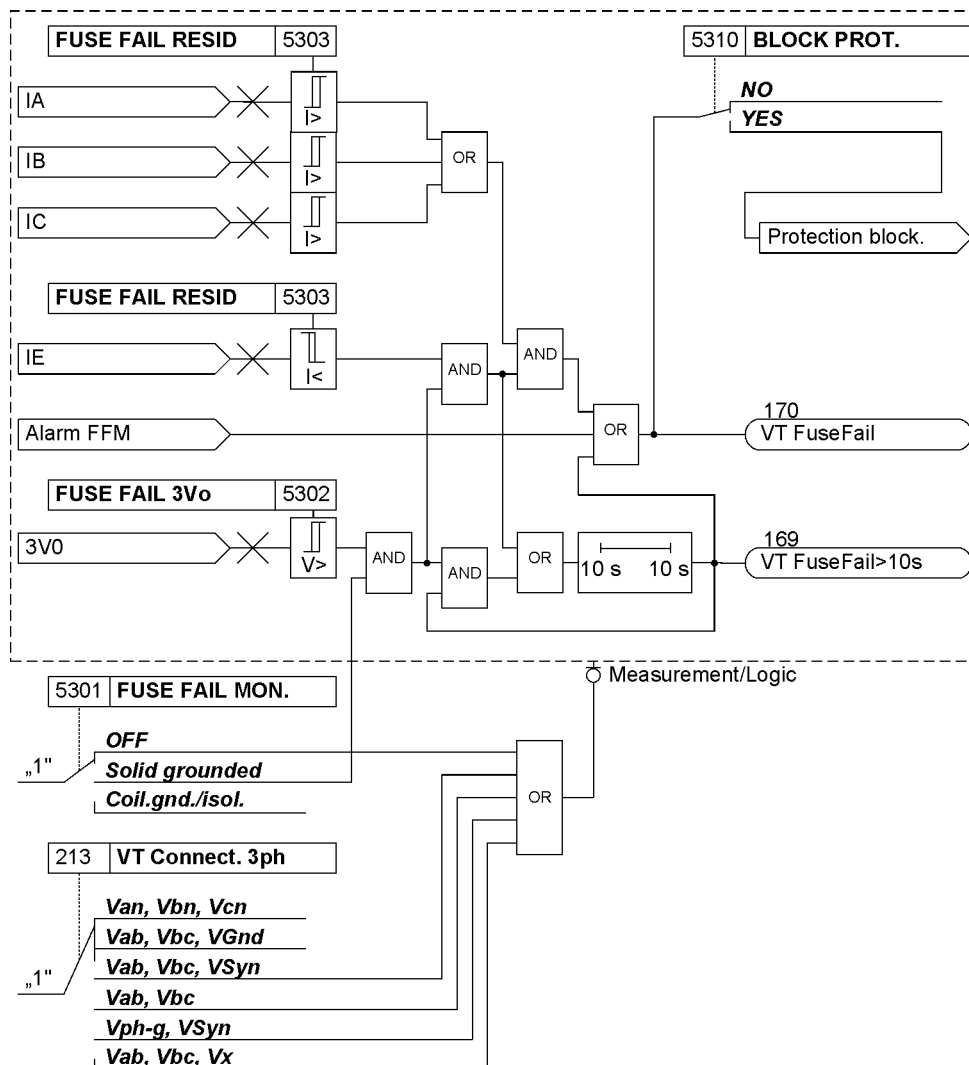 FUSE FAIL RESID 5303
5310 BLOCK PROT.
IA
I>
NO
YES
IB
I>
OR
IC
I>
Protection block.
FUSE FAIL RESID 5303
IE
I<
AND
AND
Alarm FFM
OR
170
VT FuseFail
FUSE FAIL 3Vo 5302
3V0
V>
AND
AND
OR
10 s 10 s
169
VT FuseFail>10s
5301 FUSE FAIL MON.
Measurement/Logic
„1"
OFF
Solid grounded
Coil.gnd./isol.
OR
213 VT Connect. 3ph
„1"
Van, Vbn, Vcn
Vab, Vbc, VGnd
Vab, Vbc, VSyn
Vab, Vbc
Vph-g, VSyn
Vab, Vbc, Vx